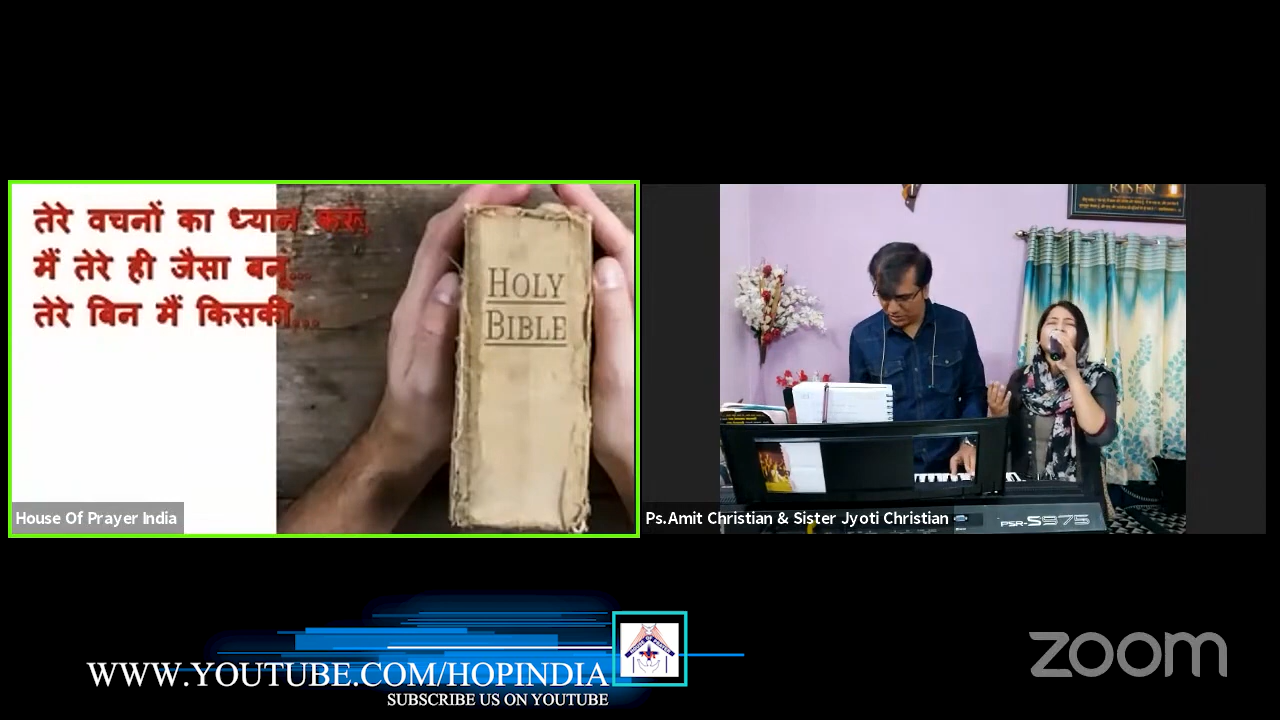 तेरे वचनों का ध्यान करूं,
मैं तेरे ही जैसा बनूं...
तेरे बिन मैं किसकी...
HOLY
BIBLE
House Of Prayer India
RISEN
Ps.Amit Christian & Sister Jyoti Christian
PSR-S975
WWW.YOUTUBE.COM/HOPINDIA
SUBSCRIBE US ON YOUTUBE
zoom